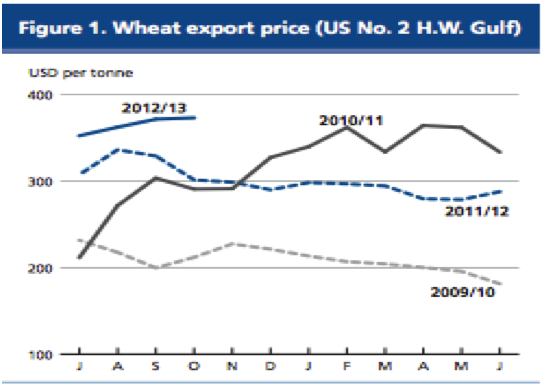 Figure 1. Wheat export price (US No. 2 H.W. Gulf)
USD per tonne
400
2012/13
2010/11
300
2011/12
200
2009/10
100
J A S O N D J F M A M J